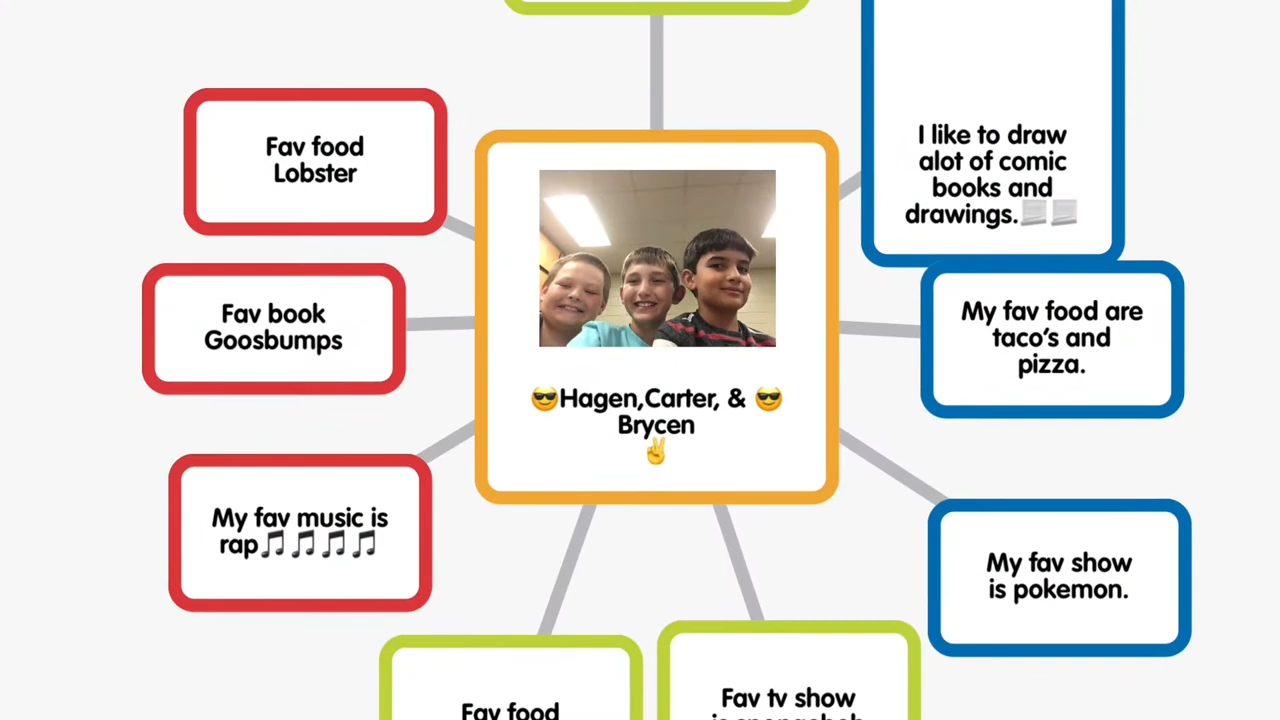 Fav food
Lobster
Fav book
Goosbumps
My fav music is
rap🎵🎵🎵🎵
😎Hagen,Carter, & 😎
Brycen
✌️
I like to draw
alot of comic
books and
drawings.
My fav food are
taco's and
pizza.
My fav show
is pokemon.
Fav food
Fav tv show
is spongebob